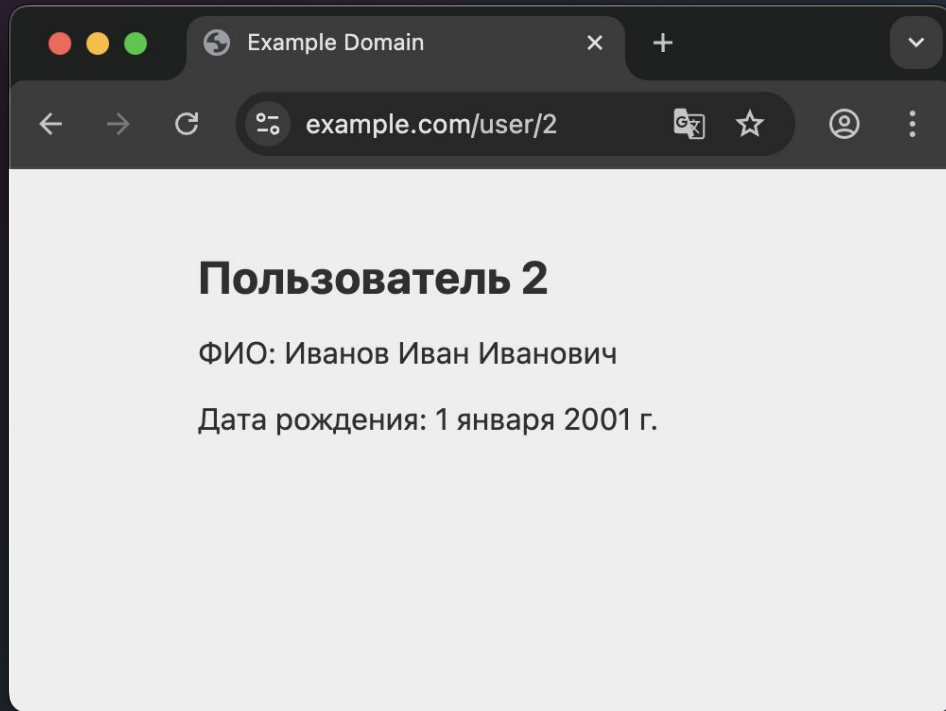 Example Domain
example.com/user/2
Пользователь 2
ФИО: Иванов Иван Иванович
Дата рождения: 1 января 2001 г.